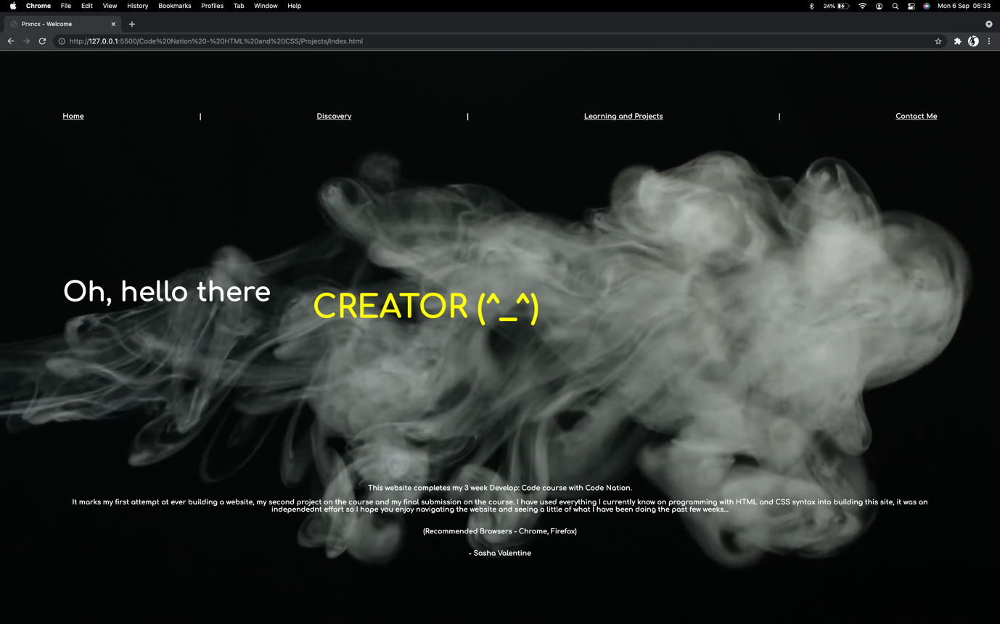 Chrome File Edit View History Bookmarks Profiles Tab Window Help 24% Mon 6 Sep 06:33
Prxncx - Welcome
http://127.0.0.1:5500/Code%20Nation%20-%20HTML%20and%20CSS/Projects/Index.html
Home | Discovery | Learning and Projects | Contact Me
Oh, hello there
CREATOR (^_^)
This website completes my 3 week Develop: Code course with Code Nation.
It marks my first attempt at ever building a website, my second project on the course and my final submission on the course. I have used everything I currently know on programming with HTML and CSS syntax into building this site, it was an
independednt effort so I hope you enjoy navigating the website and seeing a little of what I have been doing the past few weeks...
(Recommended Browsers - Chrome, Firefox)
- Sasha Valentine